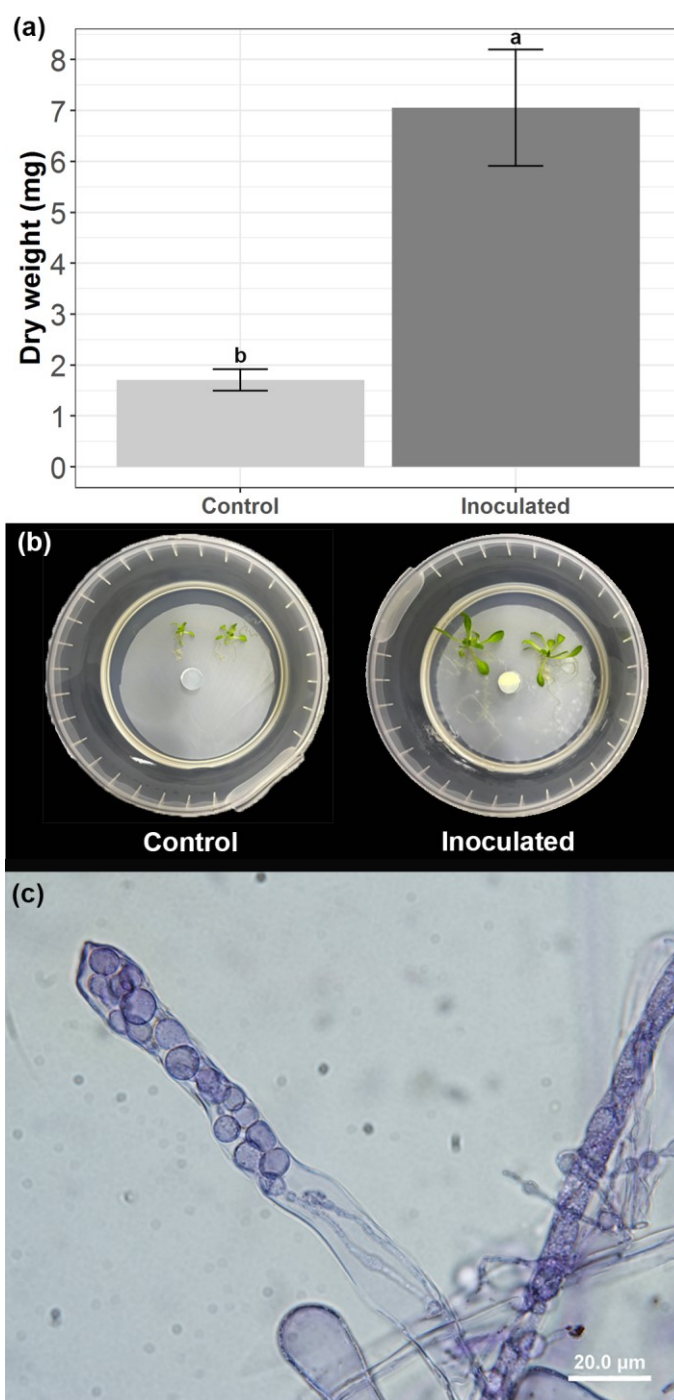 (a)
Dry weight (mg)
8
7
6
5
4
3
2
1
0
a
b
Control Inoculated
(b)
Control Inoculated
(c)
20.0 µm